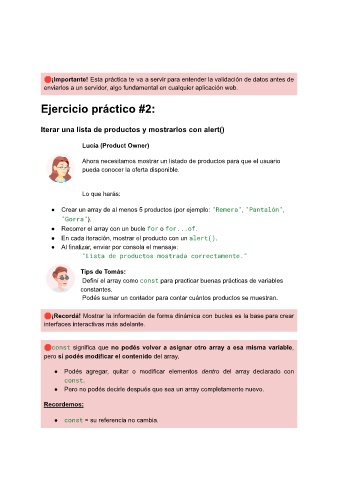 🔴¡Importante! Esta práctica te va a servir para entender la validación de datos antes de
enviarlos a un servidor, algo fundamental en cualquier aplicación web.
Ejercicio práctico #2:
Iterar una lista de productos y mostrarlos con alert()
Lucía (Product Owner)
Ahora necesitamos mostrar un listado de productos para que el usuario
pueda conocer la oferta disponible.
Lo que harás:
● Crear un array de al menos 5 productos (por ejemplo: "Remera", "Pantalón",
"Gorra").
● Recorrer el array con un bucle for o for...of.
● En cada iteración, mostrar el producto con un alert().
● Al finalizar, enviar por consola el mensaje:
"Lista de productos mostrada correctamente."
Tips de Tomás:
Definí el array como const para practicar buenas prácticas de variables
constantes.
Podés sumar un contador para contar cuántos productos se muestran.
🔴¡Recordá! Mostrar la información de forma dinámica con bucles es la base para crear
interfaces interactivas más adelante.
🔴const significa que no podés volver a asignar otro array a esa misma variable,
pero sí podés modificar el contenido del array.
● Podés agregar, quitar o modificar elementos dentro del array declarado con
const.
● Pero no podés decirle después que sea un array completamente nuevo.
Recordemos:
● const = su referencia no cambia.